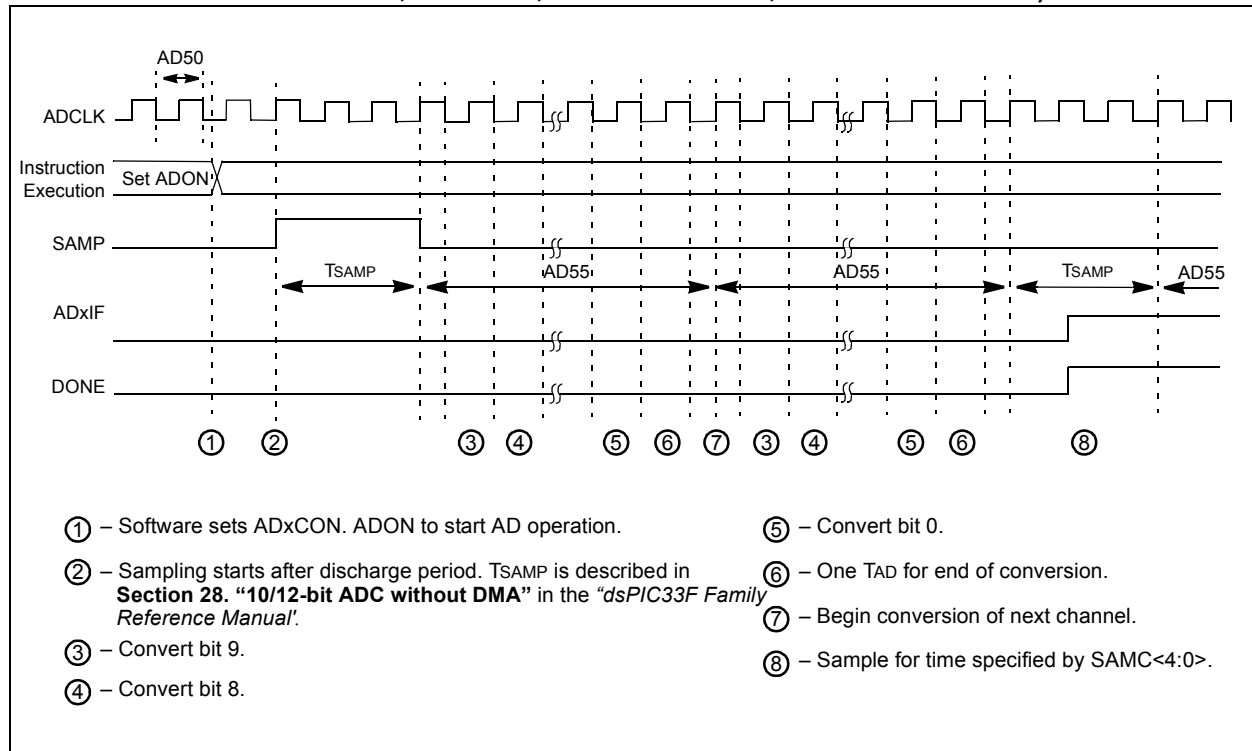 AD50
ADCLK
Instruction
Execution
Set ADON
SAMP
TSAMP
AD55
AD55
TSAMP
AD55
ADxIF
DONE
1 2 3 4 5 6 7 3 4 5 6 8
1 – Software sets ADxCON. ADON to start AD operation.
2 – Sampling starts after discharge period. TSAMP is described in
Section 28. “10/12-bit ADC without DMA” in the “dsPIC33F Family
Reference Manual'.
3 – Convert bit 9.
4 – Convert bit 8.
5 – Convert bit 0.
6 – One TAD for end of conversion.
7 – Begin conversion of next channel.
8 – Sample for time specified by SAMC<4:0>.